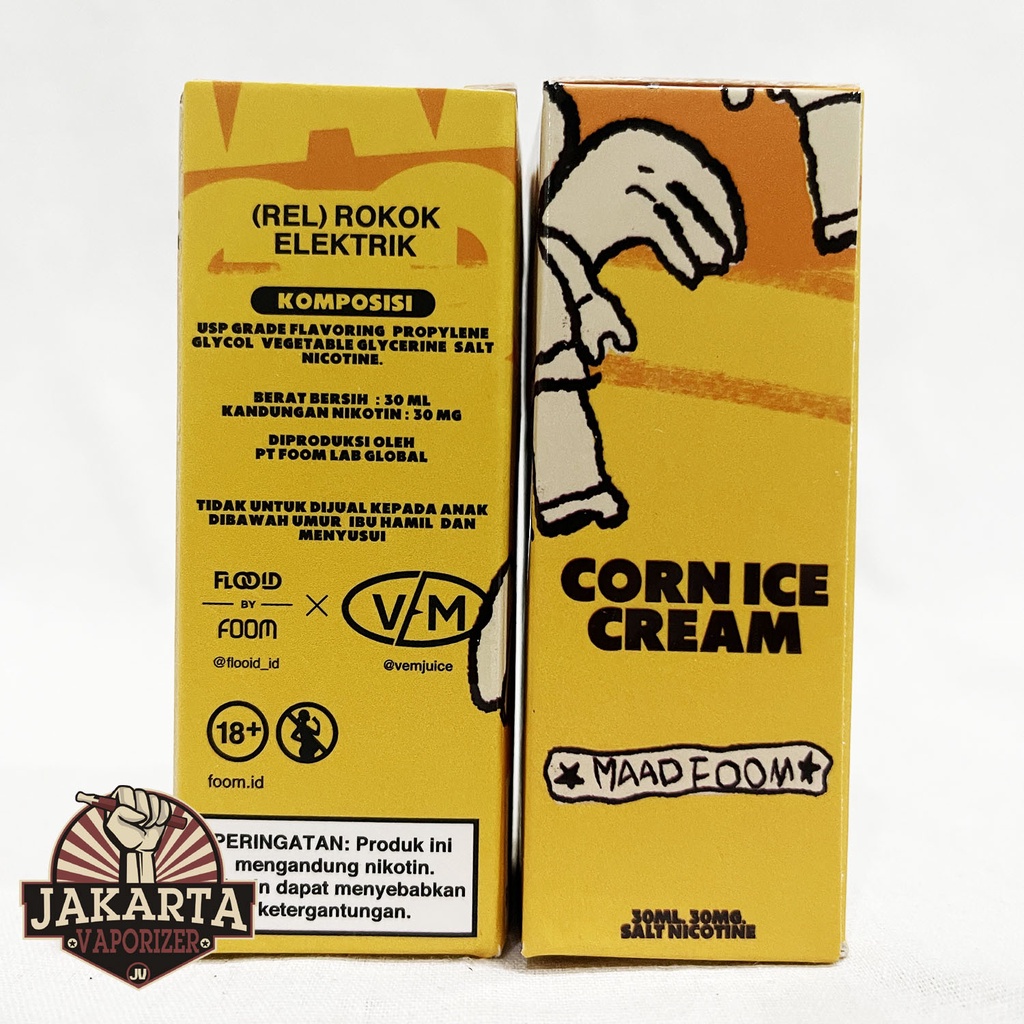 (REL) ROKOK
ELEKTRIK
KOMPOSISI
USP GRADE FLAVORING PROPYLENE
GLYCOL VEGETABLE GLYCERINE SALT
NICOTINE.
BERAT BERSIH : 30 ML
KANDUNGAN NIKOTIN : 30 MG
DIPRODUKSI OLEH
PT FOOM LAB GLOBAL
TIDAK UNTUK DIJUAL KEPADA ANAK
DIBAWAH UMUR IBU HAMIL DAN
MENYUSUI
FLOOID
BY
FOOM
X
VEM
@flooid_id
@vemjuice
18+
foom.id
PERINGATAN: Produk ini
mengandung nikotin.
dapat menyebabkan
ketergantungan.
CORN ICE
CREAM
MAAD FOOM
30ML. 30MG.
SALT NICOTINE
JAKARTA
VAPORIZER
JV